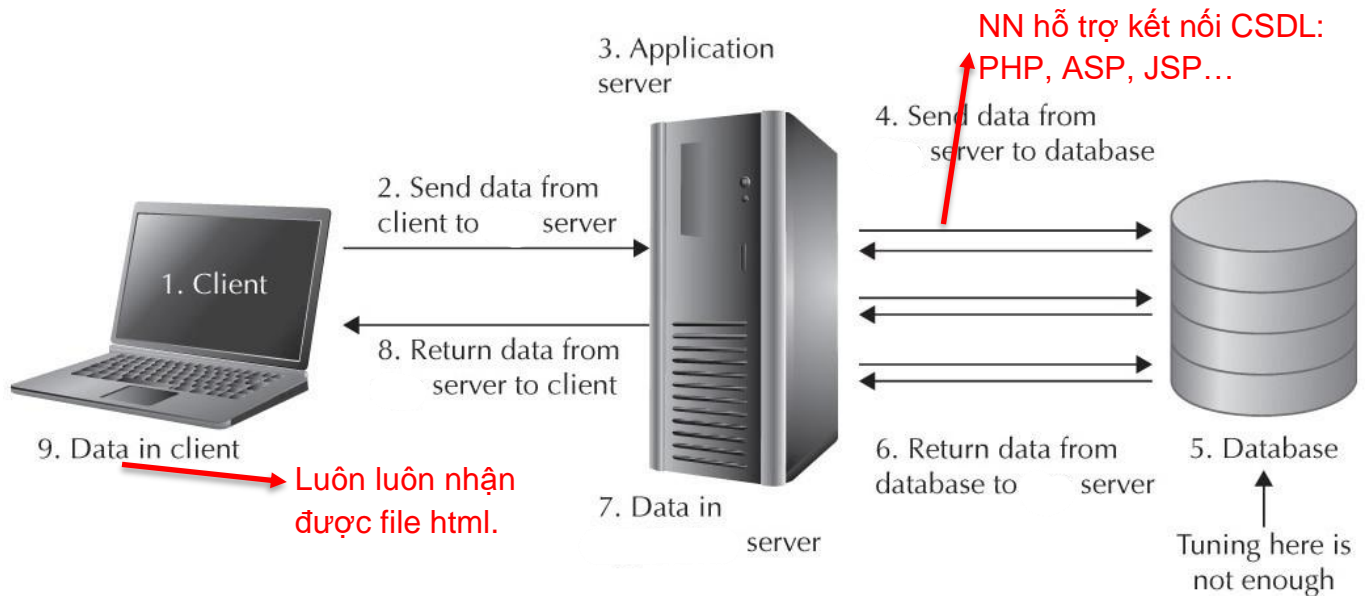 NN hỗ trợ kết nối CSDL:
PHP, ASP, JSP…
3. Application
server
4. Send data from
server to database
2. Send data from
client to server
1. Client
8. Return data from
server to client
9. Data in client
Luôn luôn nhận
được file html.
7. Data in
server
6. Return data from
database to server
5. Database
Tuning here is
not enough